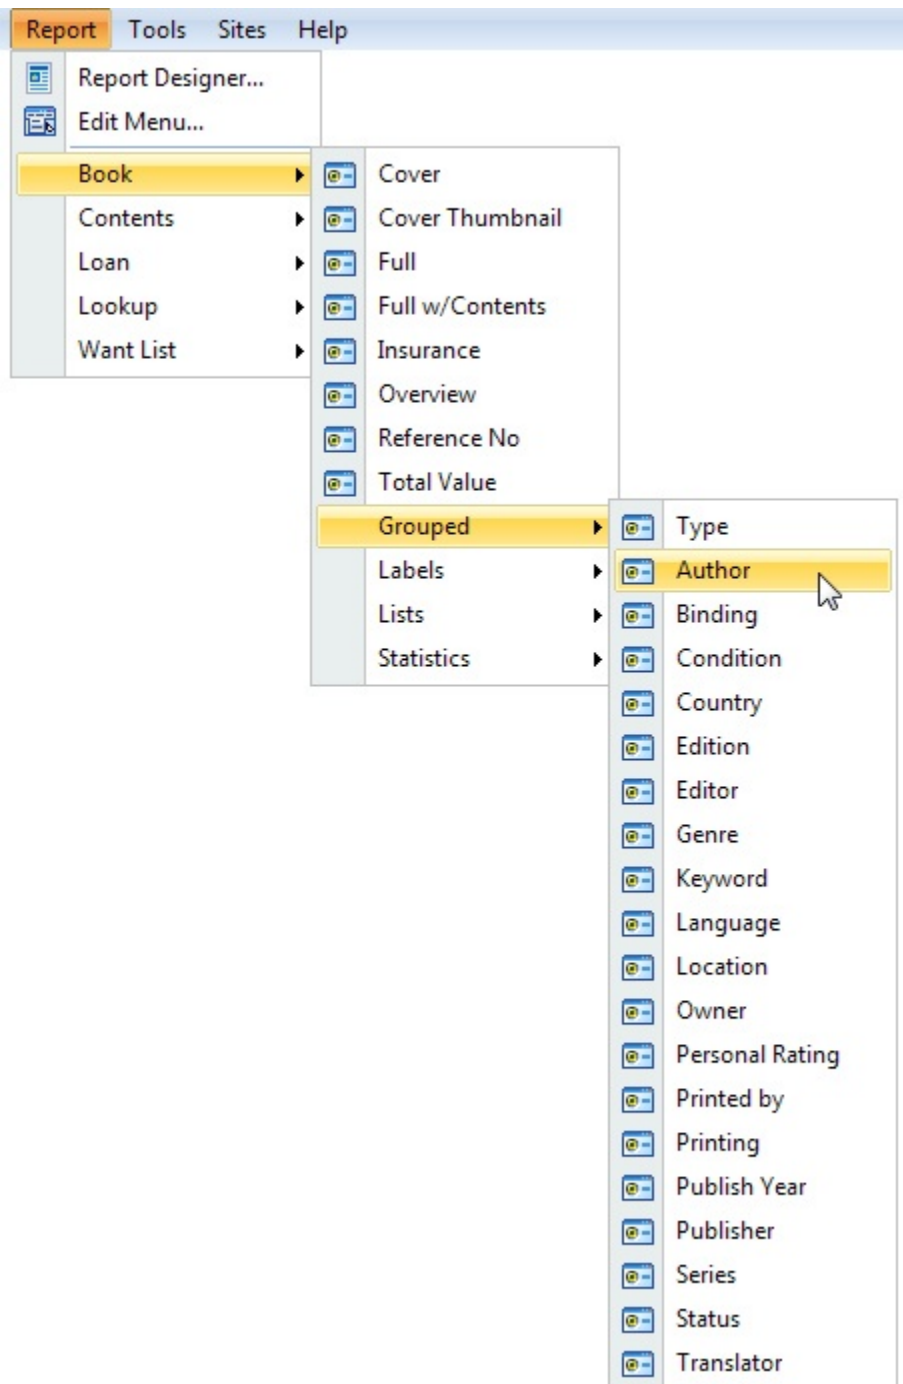 Report Tools Sites Help
Report Designer...
Edit Menu...
Book
Contents
Loan
Lookup
Want List
Cover
Cover Thumbnail
Full
Full w/Contents
Insurance
Overview
Reference No
Total Value
Grouped
Labels
Lists
Statistics
Type
Author
Binding
Condition
Country
Edition
Editor
Genre
Keyword
Language
Location
Owner
Personal Rating
Printed by
Printing
Publish Year
Publisher
Series
Status
Translator